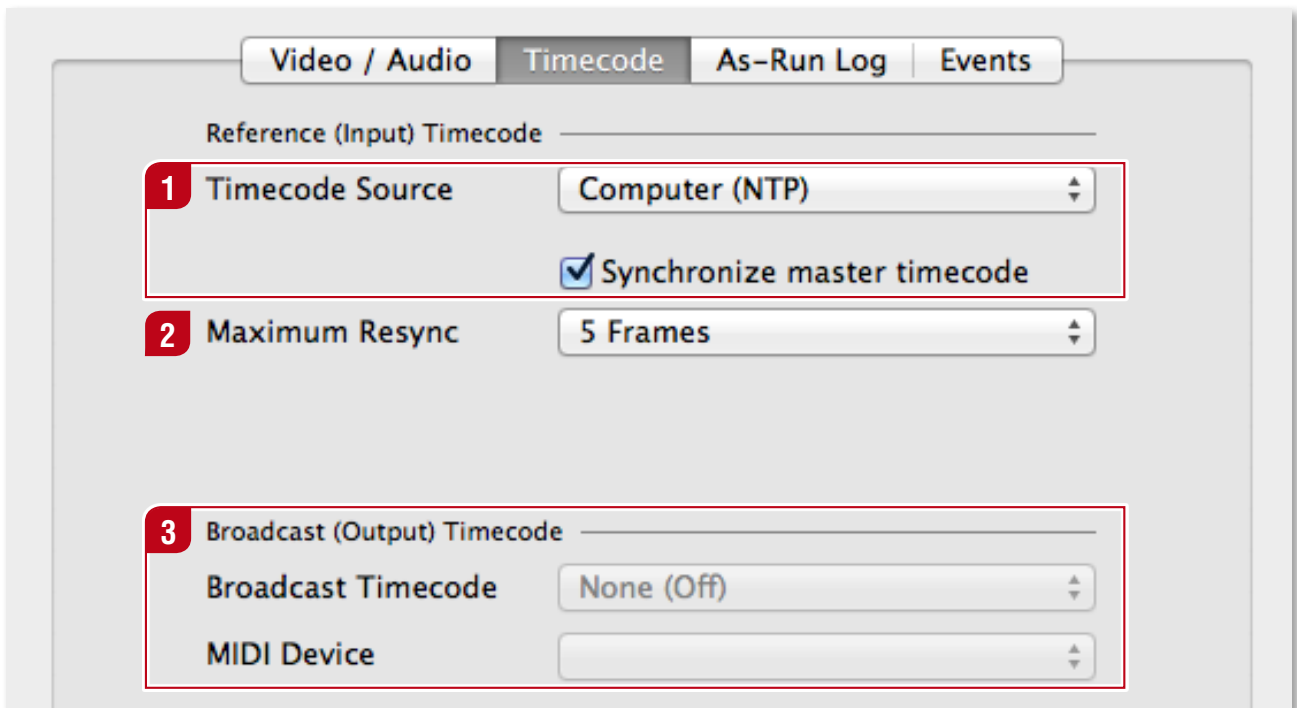 Video / Audio Timecode As-Run Log Events
Reference (Input) Timecode
1 Timecode Source Computer (NTP)
Synchronize master timecode
2 Maximum Resync 5 Frames
3 Broadcast (Output) Timecode
Broadcast Timecode None (Off)
MIDI Device